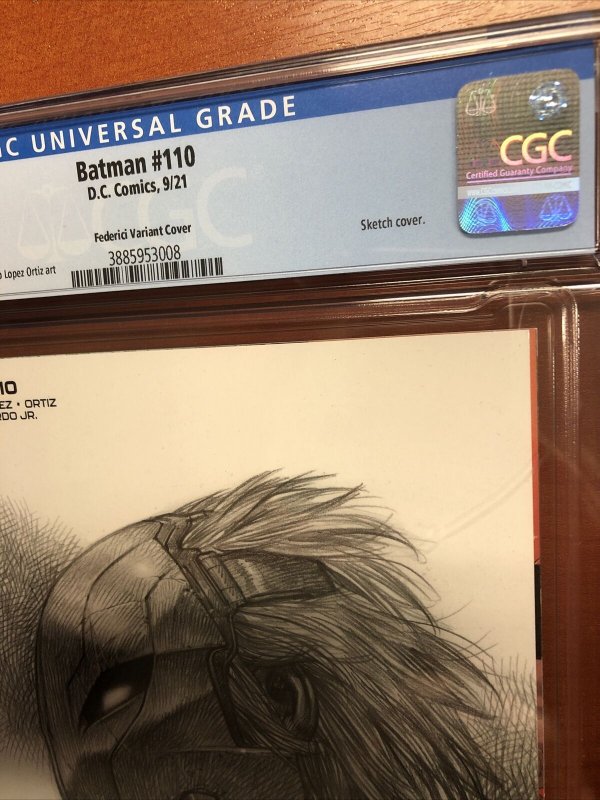 C UNIVERSAL GRADE
Batman #110
D.C. Comics, 9/21
Federici Variant Cover
3885953008
Lopez Ortiz art
Sketch cover.
CGC
Certified Guaranty Company
10
EZ • ORTIZ
DO JR.